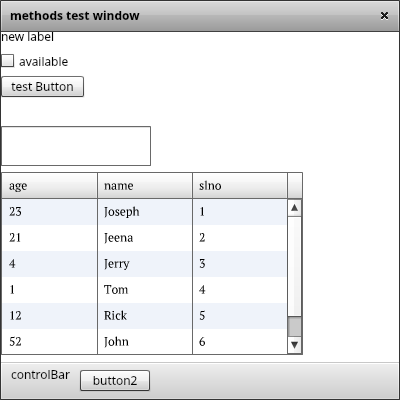 methods test window
new label
available
test Button
age name slno
23 Joseph 1
21 Jeena 2
4 Jerry 3
1 Tom 4
12 Rick 5
52 John 6
controlBar button2